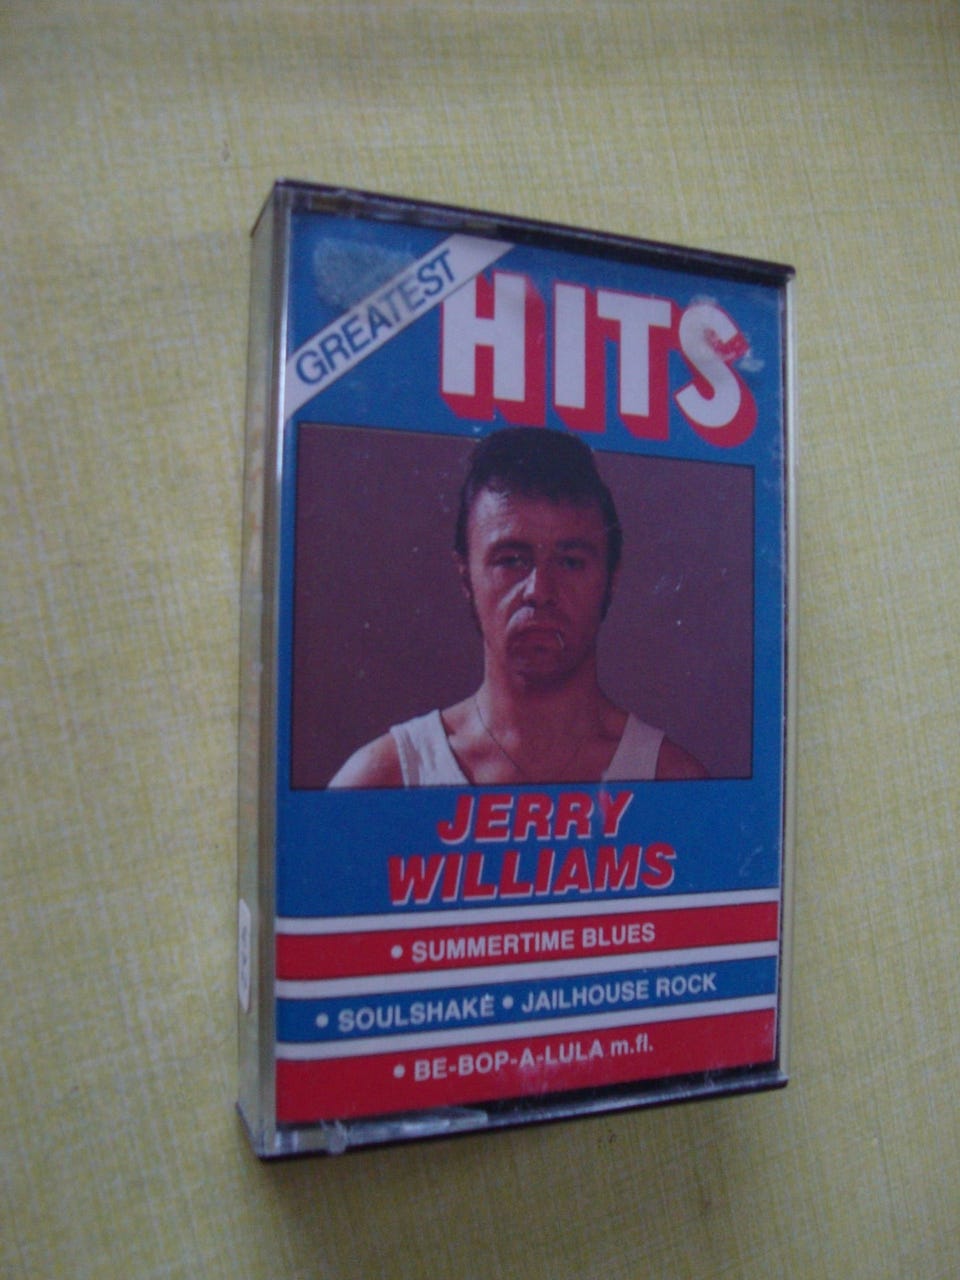 GREATEST
HITS
JERRY
WILLIAMS
• SUMMERTIME BLUES
• SOULSHAKE • JAILHOUSE ROCK
• BE-BOP-A-LULA m.fl.